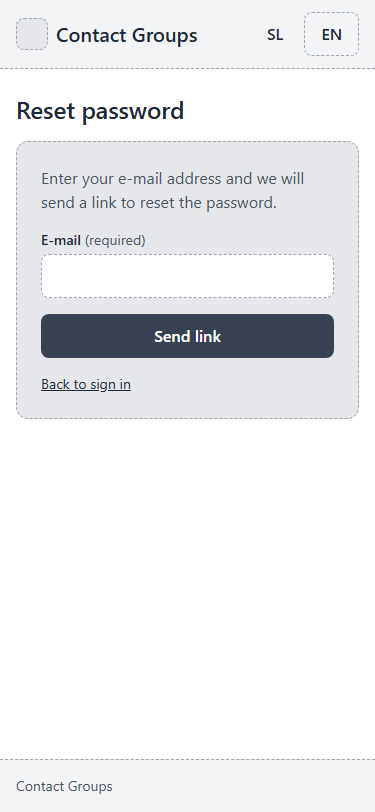 Contact Groups
SL
EN
Reset password
Enter your e-mail address and we will
send a link to reset the password.
E-mail (required)
Send link
Back to sign in
Contact Groups